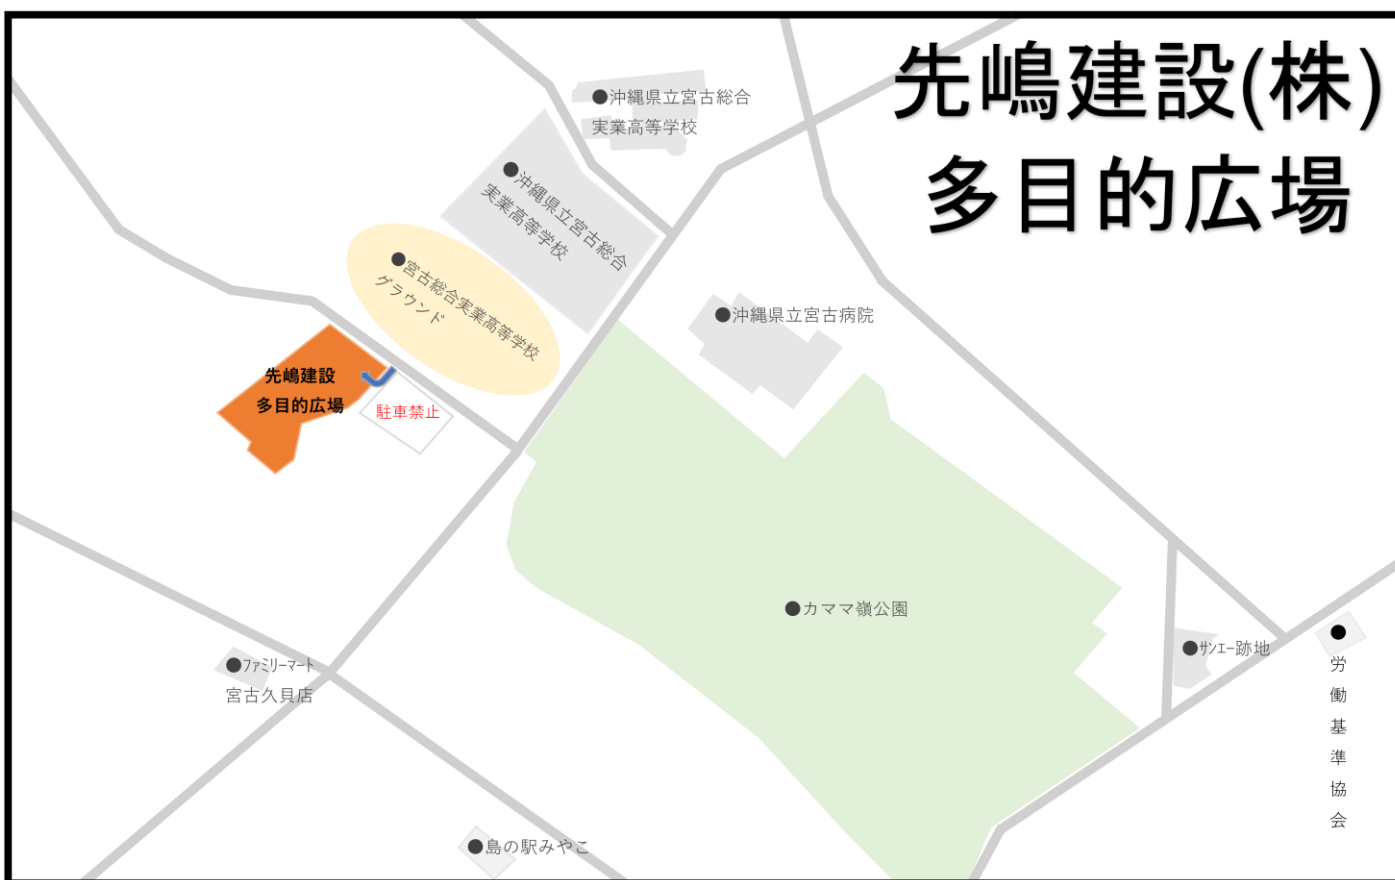 先嶋建設(株)
多目的広場
●沖縄県立宮古総合
実業高等学校
●沖縄県立宮古総合
実業高等学校
●宮古総合実業高等学校
グラウンド
●沖縄県立宮古病院
先嶋建設
多目的広場
駐車禁止
●カママ嶺公園
●ファミリーマート
宮古久貝店
●サンエー跡地
●
労
働
基
準
協
会
●島の駅みやこ